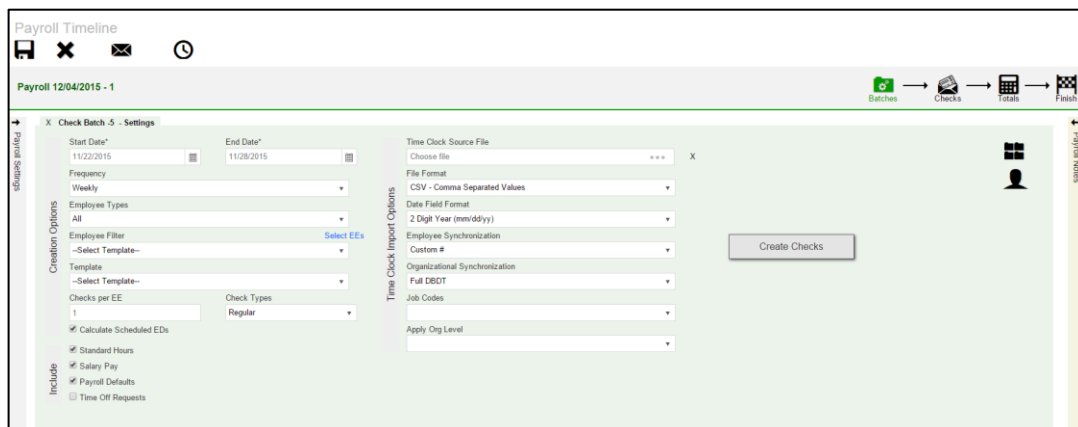 Payroll Timeline
Payroll 12/04/2015 - 1
Batches
Checks
Totals
Finish
Payroll Settings
X Check Batch -5 - Settings
Creation Options
Start Date*
End Date*
11/22/2015
11/28/2015
Frequency
Weekly
Employee Types
All
Employee Filter
Select EEs
--Select Template--
Template
--Select Template--
Checks per EE
Check Types
1
Regular
Calculate Scheduled EDs
Include
Standard Hours
Salary Pay
Payroll Defaults
Time Off Requests
Time Clock Import Options
Time Clock Source File
Choose file
X
File Format
CSV - Comma Separated Values
Date Field Format
2 Digit Year (mm/dd/yy)
Employee Synchronization
Custom #
Organizational Synchronization
Full DBDT
Job Codes
Apply Org Level
Create Checks
Payroll Notes